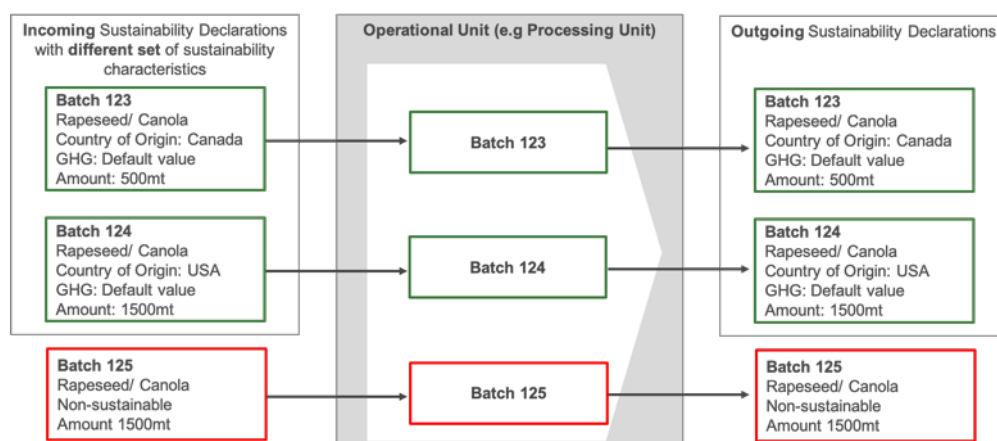 Incoming Sustainability Declarations
with different set of sustainability
characteristics
Operational Unit (e.g Processing Unit)
Outgoing Sustainability Declarations
Batch 123
Rapeseed/ Canola
Country of Origin: Canada
GHG: Default value
Amount: 500mt
Batch 123
Batch 123
Rapeseed/ Canola
Country of Origin: Canada
GHG: Default value
Amount: 500mt
Batch 124
Rapeseed/ Canola
Country of Origin: USA
GHG: Default value
Amount: 1500mt
Batch 124
Batch 124
Rapeseed/ Canola
Country of Origin: USA
GHG: Default value
Amount: 1500mt
Batch 125
Rapeseed/ Canola
Non-sustainable
Amount 1500mt
Batch 125
Batch 125
Rapeseed/ Canola
Non-sustainable
Amount 1500mt